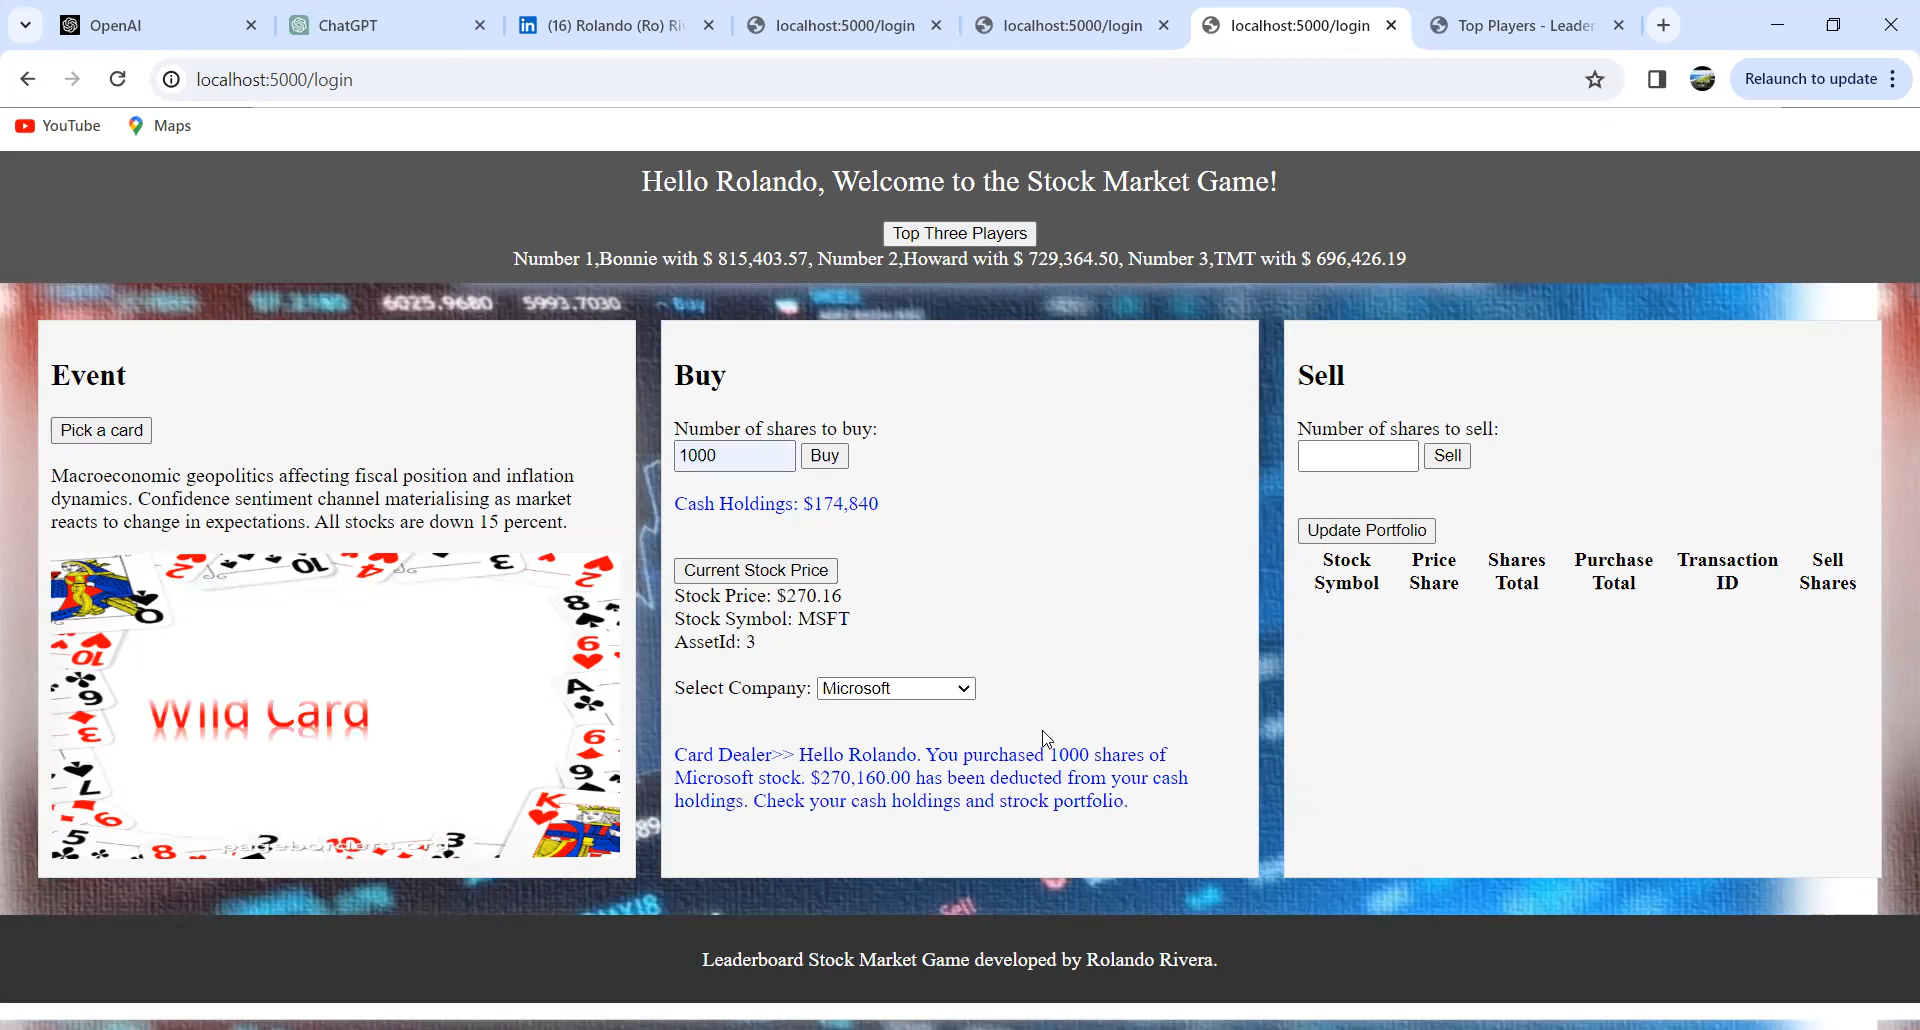 OpenAI
ChatGPT
(16) Rolando (Ro) Riv
localhost:5000/login
localhost:5000/login
localhost:5000/login
Top Players - Leader
localhost:5000/login
Relaunch to update
YouTube
Maps
Hello Rolando, Welcome to the Stock Market Game!
Top Three Players
Number 1,Bonnie with $ 815,403.57, Number 2,Howard with $ 729,364.50, Number 3,TMT with $ 696,426.19
6025.9680 5993.7030 Buy
Event
Pick a card
Macroeconomic geopolitics affecting fiscal position and inflation
dynamics. Confidence sentiment channel materialising as market
reacts to change in expectations. All stocks are down 15 percent.
Wild Card
pageborders.org
Buy
Number of shares to buy:
1000 Buy
Cash Holdings: $174,840
Current Stock Price
Stock Price: $270.16
Stock Symbol: MSFT
AssetId: 3
Select Company: Microsoft
Card Dealer>> Hello Rolando. You purchased 1000 shares of
Microsoft stock. $270,160.00 has been deducted from your cash
holdings. Check your cash holdings and strock portfolio.
Sell
Number of shares to sell:
Sell
Update Portfolio
Stock Price Shares Purchase Transaction Sell
Symbol Share Total Total ID Shares
Sell
Leaderboard Stock Market Game developed by Rolando Rivera.